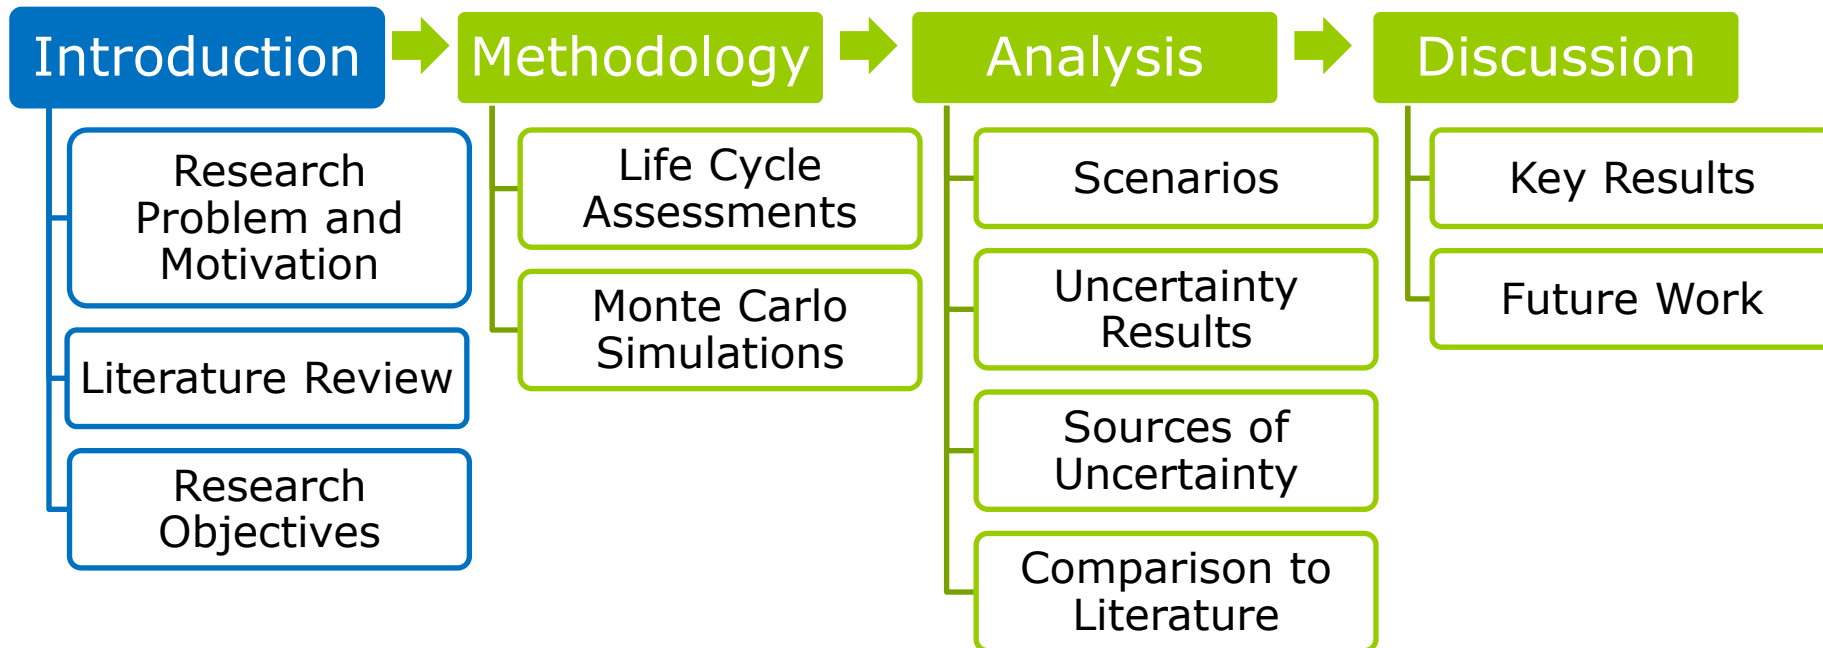 Introduction
Research
Problem and
Motivation
Literature Review
Research
Objectives
Methodology
Life Cycle
Assessments
Monte Carlo
Simulations
Analysis
Scenarios
Uncertainty
Results
Sources of
Uncertainty
Comparison to
Literature
Discussion
Key Results
Future Work